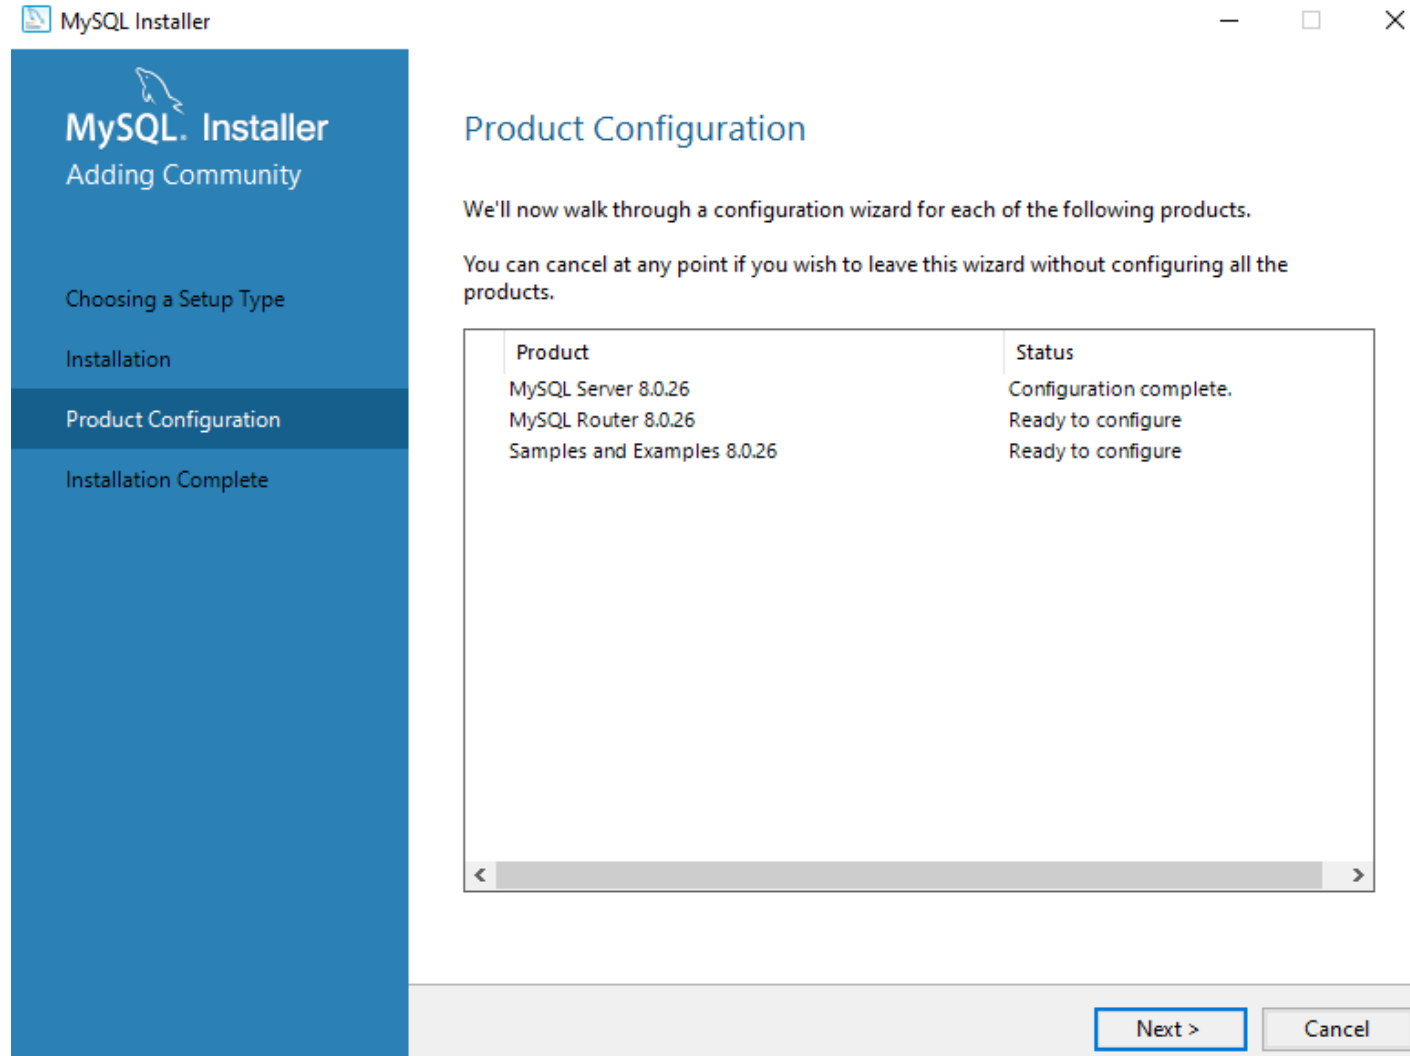 MySQL Installer
MySQL. Installer
Adding Community
Choosing a Setup Type
Installation
Product Configuration
Installation Complete
Product Configuration
We'll now walk through a configuration wizard for each of the following products.
You can cancel at any point if you wish to leave this wizard without configuring all the
products.
Product Status
MySQL Server 8.0.26 Configuration complete.
MySQL Router 8.0.26 Ready to configure
Samples and Examples 8.0.26 Ready to configure
Next > Cancel